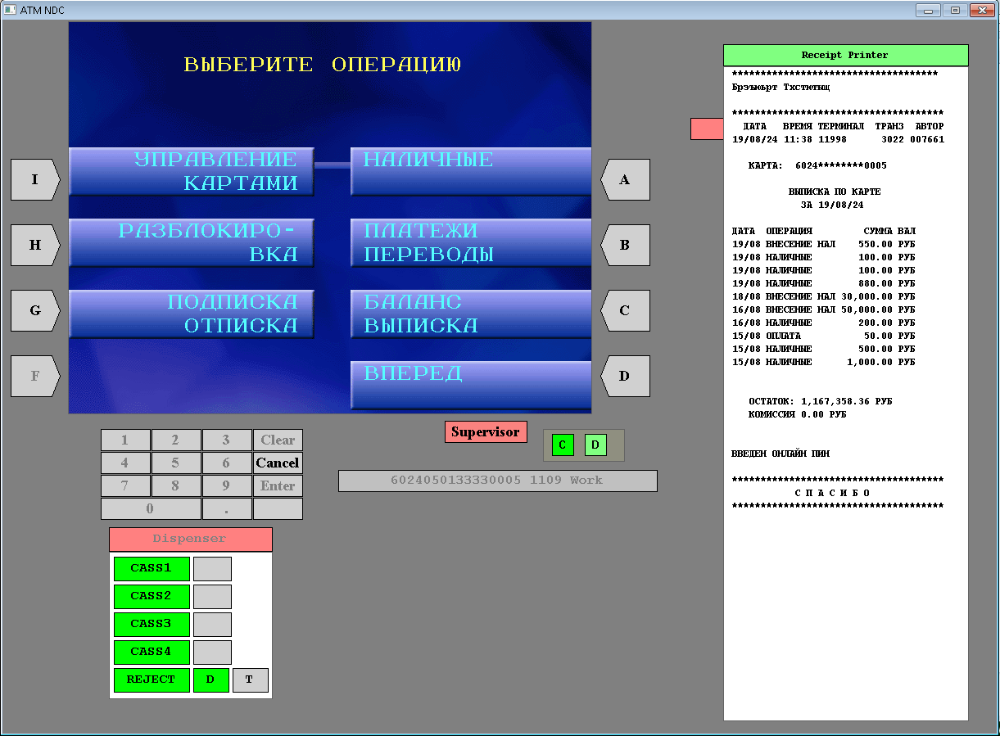 ATM NDC
ВЫБЕРИТЕ ОПЕРАЦИЮ
I
УПРАВЛЕНИЕ
КАРТАМИ
НАЛИЧНЫЕ
A
H
РАЗБЛОКИРО-
ВКА
ПЛАТЕЖИ
ПЕРЕВОДЫ
B
G
ПОДПИСКА
ОТПИСКА
БАЛАНС
ВЫПИСКА
C
F
ВПЕРЕД
D
1 2 3 Clear
4 5 6 Cancel
7 8 9 Enter
0 .
Supervisor
C D
6024050133330005 1109 Work
Dispenser
CASS1
CASS2
CASS3
CASS4
REJECT D T
Receipt Printer
************************************
Брэъюьрт Тхстютыщ
*************************************
ДАТА ВРЕМЯ ТЕРМИНАЛ ТРАНЗ АВТОР
19/08/24 11:38 11998 3022 007661
КАРТА: 6024********0005
ВЫПИСКА ПО КАРТЕ
ЗА 19/08/24
ДАТА ОПЕРАЦИЯ СУММА ВАЛ
19/08 ВНЕСЕНИЕ НАЛ 550.00 РУБ
19/08 НАЛИЧНЫЕ 100.00 РУБ
19/08 НАЛИЧНЫЕ 100.00 РУБ
19/08 НАЛИЧНЫЕ 880.00 РУБ
18/08 ВНЕСЕНИЕ НАЛ 30,000.00 РУБ
16/08 ВНЕСЕНИЕ НАЛ 50,000.00 РУБ
16/08 НАЛИЧНЫЕ 200.00 РУБ
15/08 ОПЛАТА 50.00 РУБ
15/08 НАЛИЧНЫЕ 500.00 РУБ
15/08 НАЛИЧНЫЕ 1,000.00 РУБ
ОСТАТОК: 1,167,358.36 РУБ
КОМИССИЯ 0.00 РУБ
ВВЕДЕН ОНЛАЙН ПИН
*************************************
С П А С И Б О
*************************************